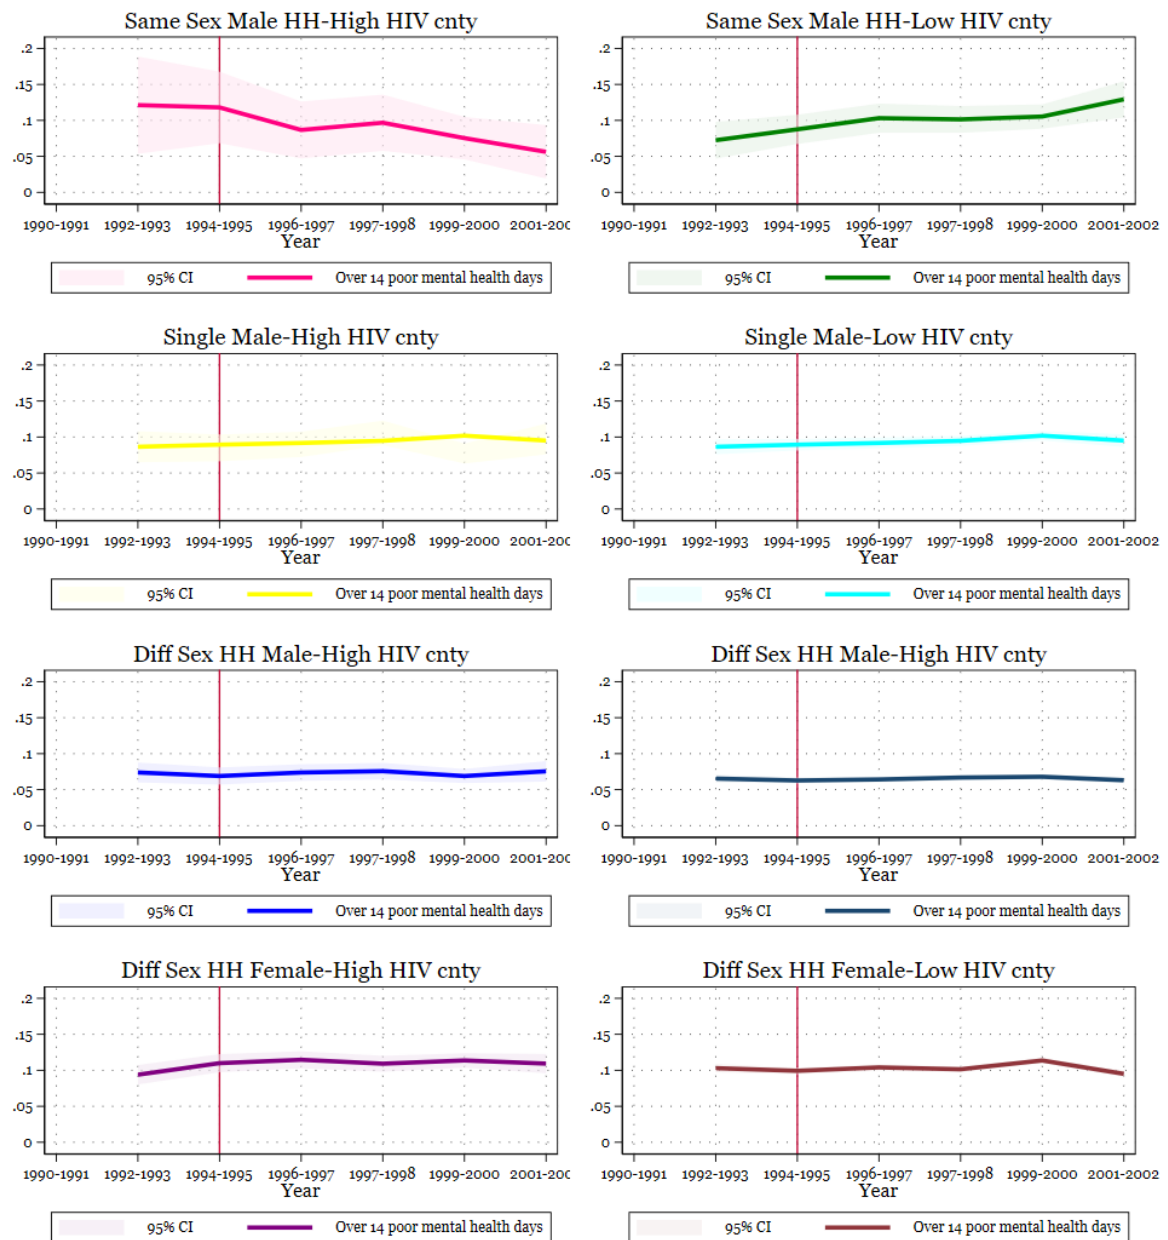 Same Sex Male HH-High HIV cnty
.2
.15
.1
.05
0
1990-1991 1992-1993 1994-1995 1996-1997 1997-1998 1999-2000 2001-200
Year
95% CI Over 14 poor mental health days
Same Sex Male HH-Low HIV cnty
.2
.15
.1
.05
0
1990-1991 1992-1993 1994-1995 1996-1997 1997-1998 1999-2000 2001-2002
Year
95% CI Over 14 poor mental health days
Single Male-High HIV cnty
.2
.15
.1
.05
0
1990-1991 1992-1993 1994-1995 1996-1997 1997-1998 1999-2000 2001-200
Year
95% CI Over 14 poor mental health days
Single Male-Low HIV cnty
.2
.15
.1
.05
0
1990-1991 1992-1993 1994-1995 1996-1997 1997-1998 1999-2000 2001-2002
Year
95% CI Over 14 poor mental health days
Diff Sex HH Male-High HIV cnty
.2
.15
.1
.05
0
1990-1991 1992-1993 1994-1995 1996-1997 1997-1998 1999-2000 2001-200
Year
95% CI Over 14 poor mental health days
Diff Sex HH Male-High HIV cnty
.2
.15
.1
.05
0
1990-1991 1992-1993 1994-1995 1996-1997 1997-1998 1999-2000 2001-2002
Year
95% CI Over 14 poor mental health days
Diff Sex HH Female-High HIV cnty
.2
.15
.1
.05
0
1990-1991 1992-1993 1994-1995 1996-1997 1997-1998 1999-2000 2001-200
Year
95% CI Over 14 poor mental health days
Diff Sex HH Female-Low HIV cnty
.2
.15
.1
.05
0
1990-1991 1992-1993 1994-1995 1996-1997 1997-1998 1999-2000 2001-2002
Year
95% CI Over 14 poor mental health days